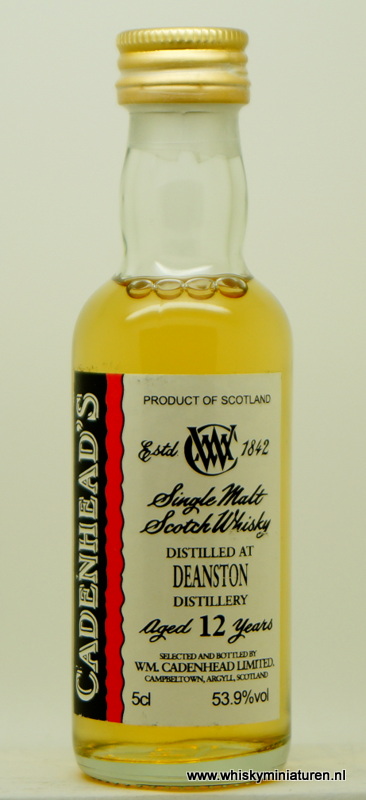 CADENHEAD'S
PRODUCT OF SCOTLAND
Estd WMC 1842
Single Malt
Scotch Whisky
DISTILLED AT
DEANSTON
DISTILLERY
Aged 12 Years
SELECTED AND BOTTLED BY
WM. CADENHEAD LIMITED.
CAMPBELTOWN, ARGYLL, SCOTLAND
5cl 53.9%vol
www.whiskyminiaturen.nl